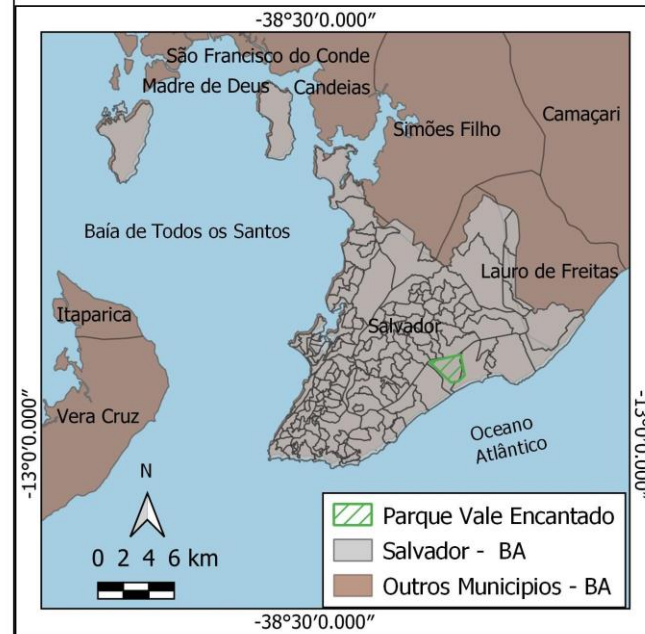 -38°30′0.000″
São Francisco do Conde
Madre de Deus
Candeias
Camaçari
Simões Filho
Baía de Todos os Santos
Lauro de Freitas
Itaparica
Salvador
Vera Cruz
-13°0′0.000″
-13°0′0.000″
Oceano
Atlântico
N
0 2 4 6 km
Parque Vale Encantado
Salvador - BA
Outros Municipios - BA
-38°30′0.000″